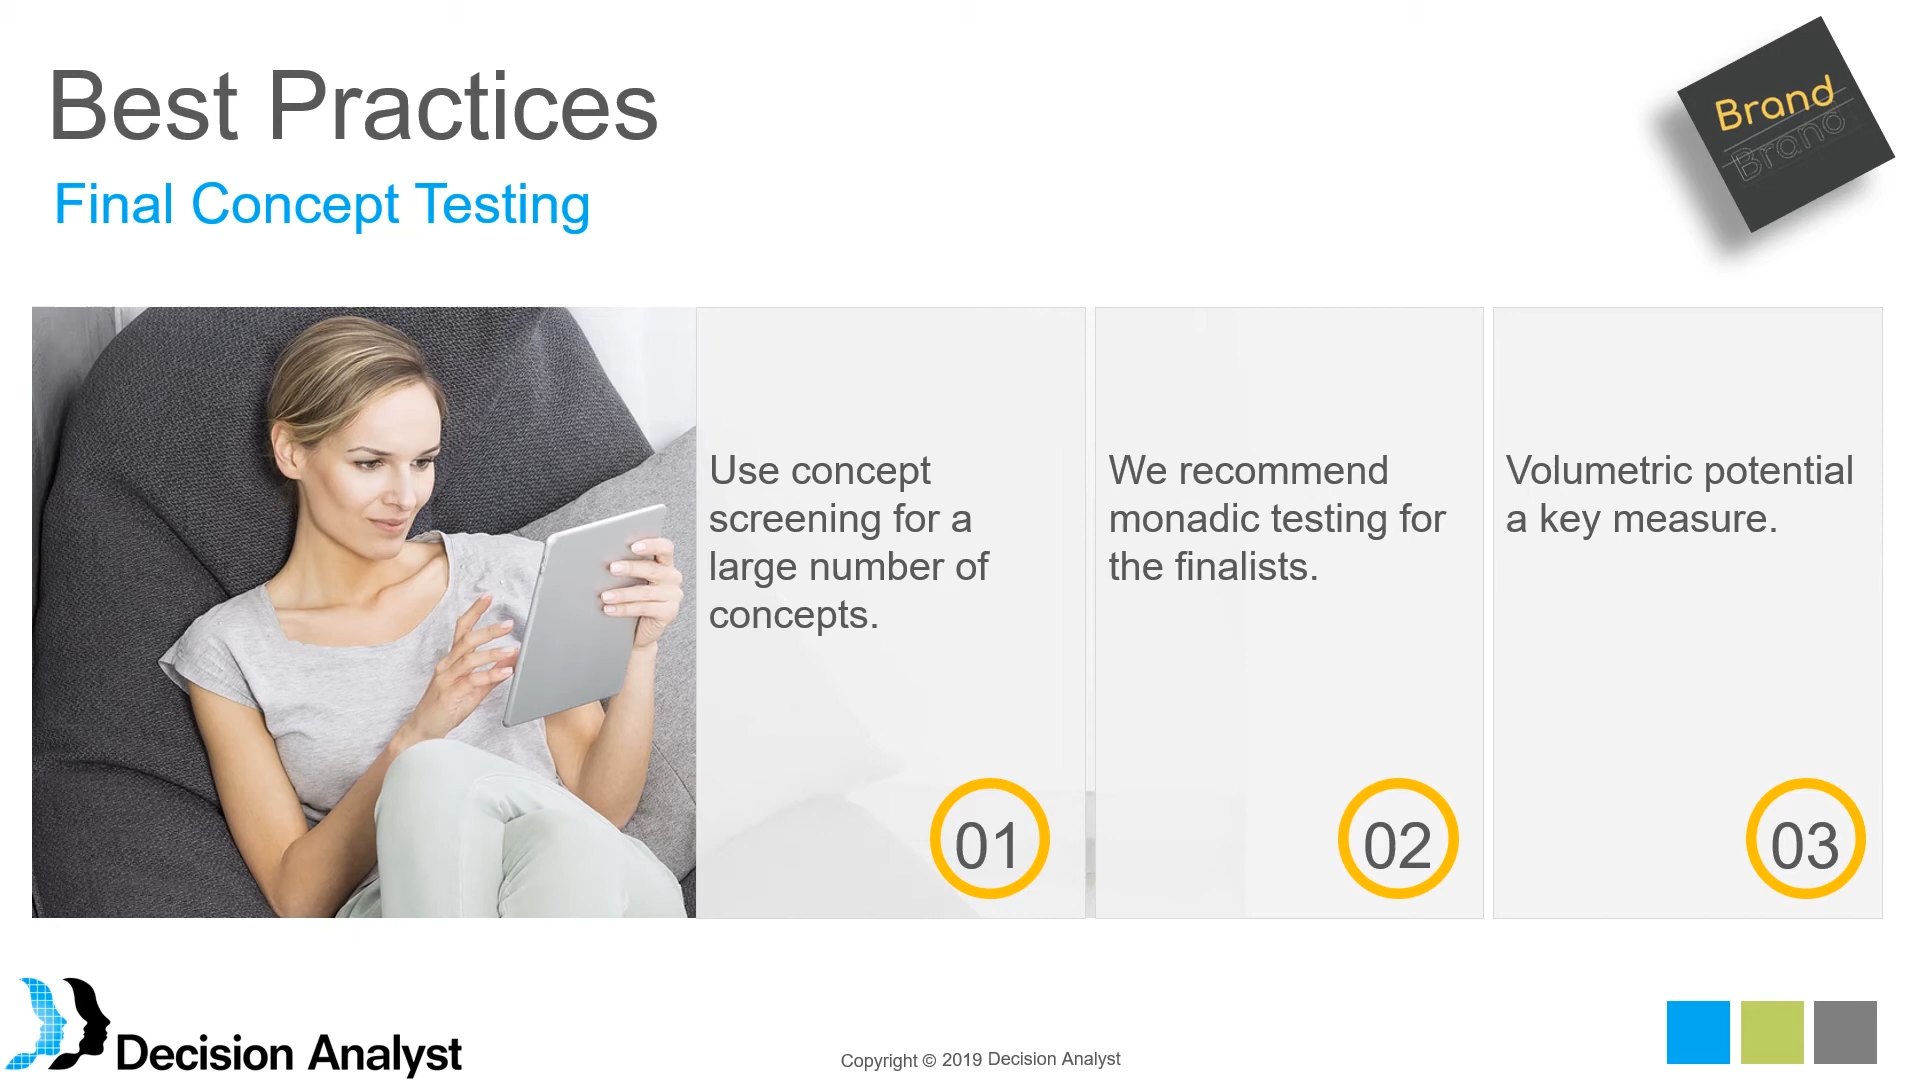 Best Practices
Final Concept Testing
Brand
Brand
Use concept
screening for a
large number of
concepts.
01
We recommend
monadic testing for
the finalists.
02
Volumetric potential
a key measure.
03
Decision Analyst
Copyright © 2019 Decision Analyst